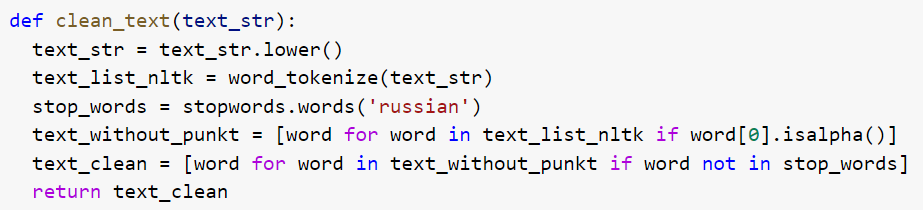 def clean_text(text_str):
  text_str = text_str.lower()
  text_list_nltk = word_tokenize(text_str)
  stop_words = stopwords.words('russian')
  text_without_punkt = [word for word in text_list_nltk if word[0].isalpha()]
  text_clean = [word for word in text_without_punkt if word not in stop_words]
  return text_clean